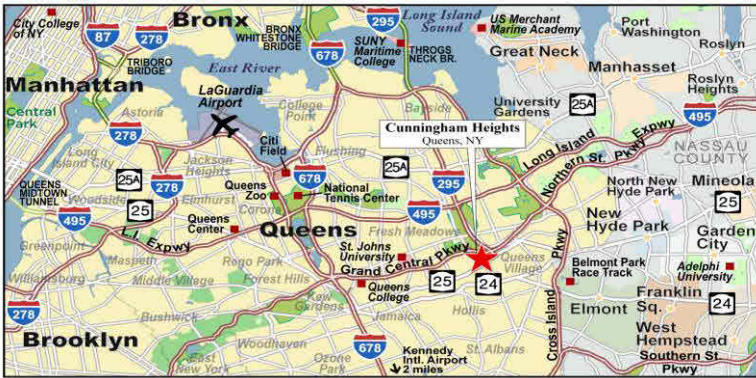 City College
of NY
Bronx
87
278
BRONX
WHITESTONE
BRIDGE
295
Long Island
Sound
US Merchant
Marine Academy
Port
Washington
Great Neck
Roslyn
678
SUNY
Maritime
College
THROGS
NECK BR.
Manhasset
TRIBORO
BRIDGE
East River
Manhattan
LaGuardia
Airport
Roslyn
Heights
Central
Park
Astoria
College
Point
Bayside
University
Gardens
25A
495
278
Citi
Field
Flushing
Cunningham Heights
Queens, NY
Long Island
Expwy
Northern St. Pkwy
NASSAU
COUNTY
Long
Island City
Jackson
Heights
25A
678
25A
295
QUEENS
MIDTOWN
TUNNEL
Woodside
278
Elmhurst
Queens
Zoo
National
Tennis Center
North New
Hyde Park
Mineola
25
25
495
Corona
495
New
Hyde Park
L.I. Expwy
Queens
Center
Queens
Fresh Meadows
Garden
City
Greenpoint
Maspeth
Rego Park
St. Johns
University
Grand Central Pkwy
Queens
Village
Pkwy
Belmont Park
Race Track
Adelphi
University
Williamsburg
Middle Village
Forest Hills
Queens
College
25
24
Elmont
Franklin
Sq.
24
278
Bushwick
Kew
Gardens
Jamaica
Hollis
Cross Island
West
Hempstead
Brooklyn
Woodhaven
678
St. Albans
Southern St.
Pkwy
East
New York
Ozone
Park
Kennedy
Intl. Airport
2 miles